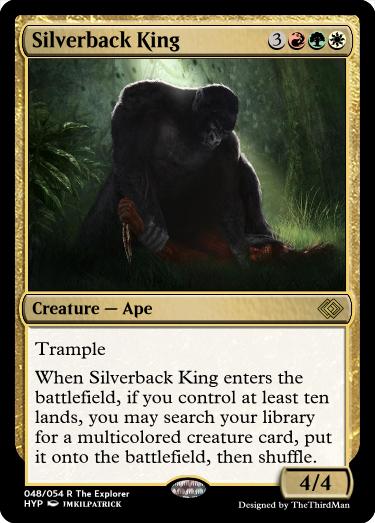 Silverback King 3
Creature — Ape
Trample
When Silverback King enters the
battlefield, if you control at least ten
lands, you may search your library
for a multicolored creature card, put
it onto the battlefield, then shuffle.
4/4
048/054 R The Explorer
HYP JMKILPATRICK
Designed by TheThirdMan